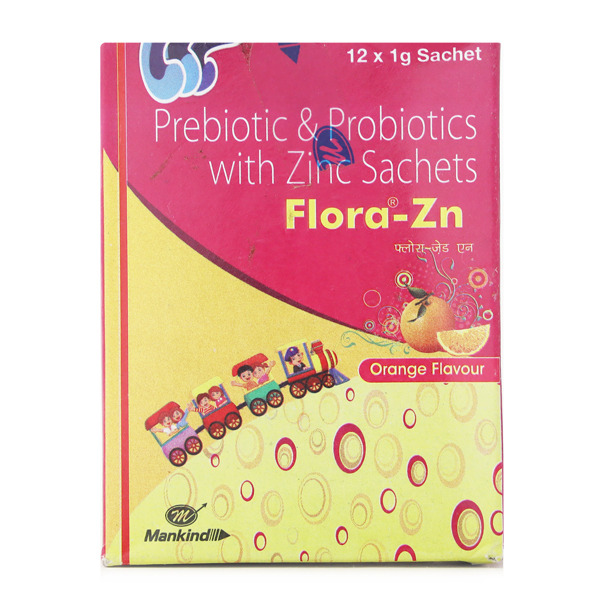 12 x 1g Sachet
Prebiotic & Probiotics
with Zinc Sachets
Flora®-Zn
फ्लोरा-जेड एन
Orange Flavour
m
Mankind